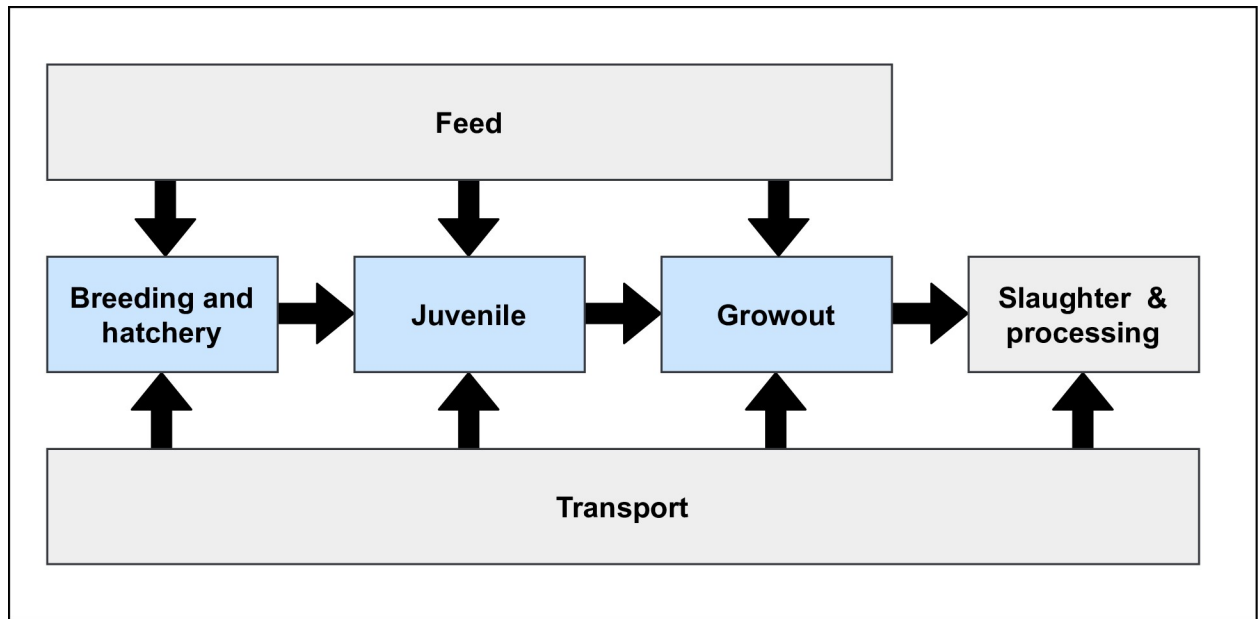 Feed
Breeding and
hatchery
Juvenile
Growout
Slaughter &
processing
Transport